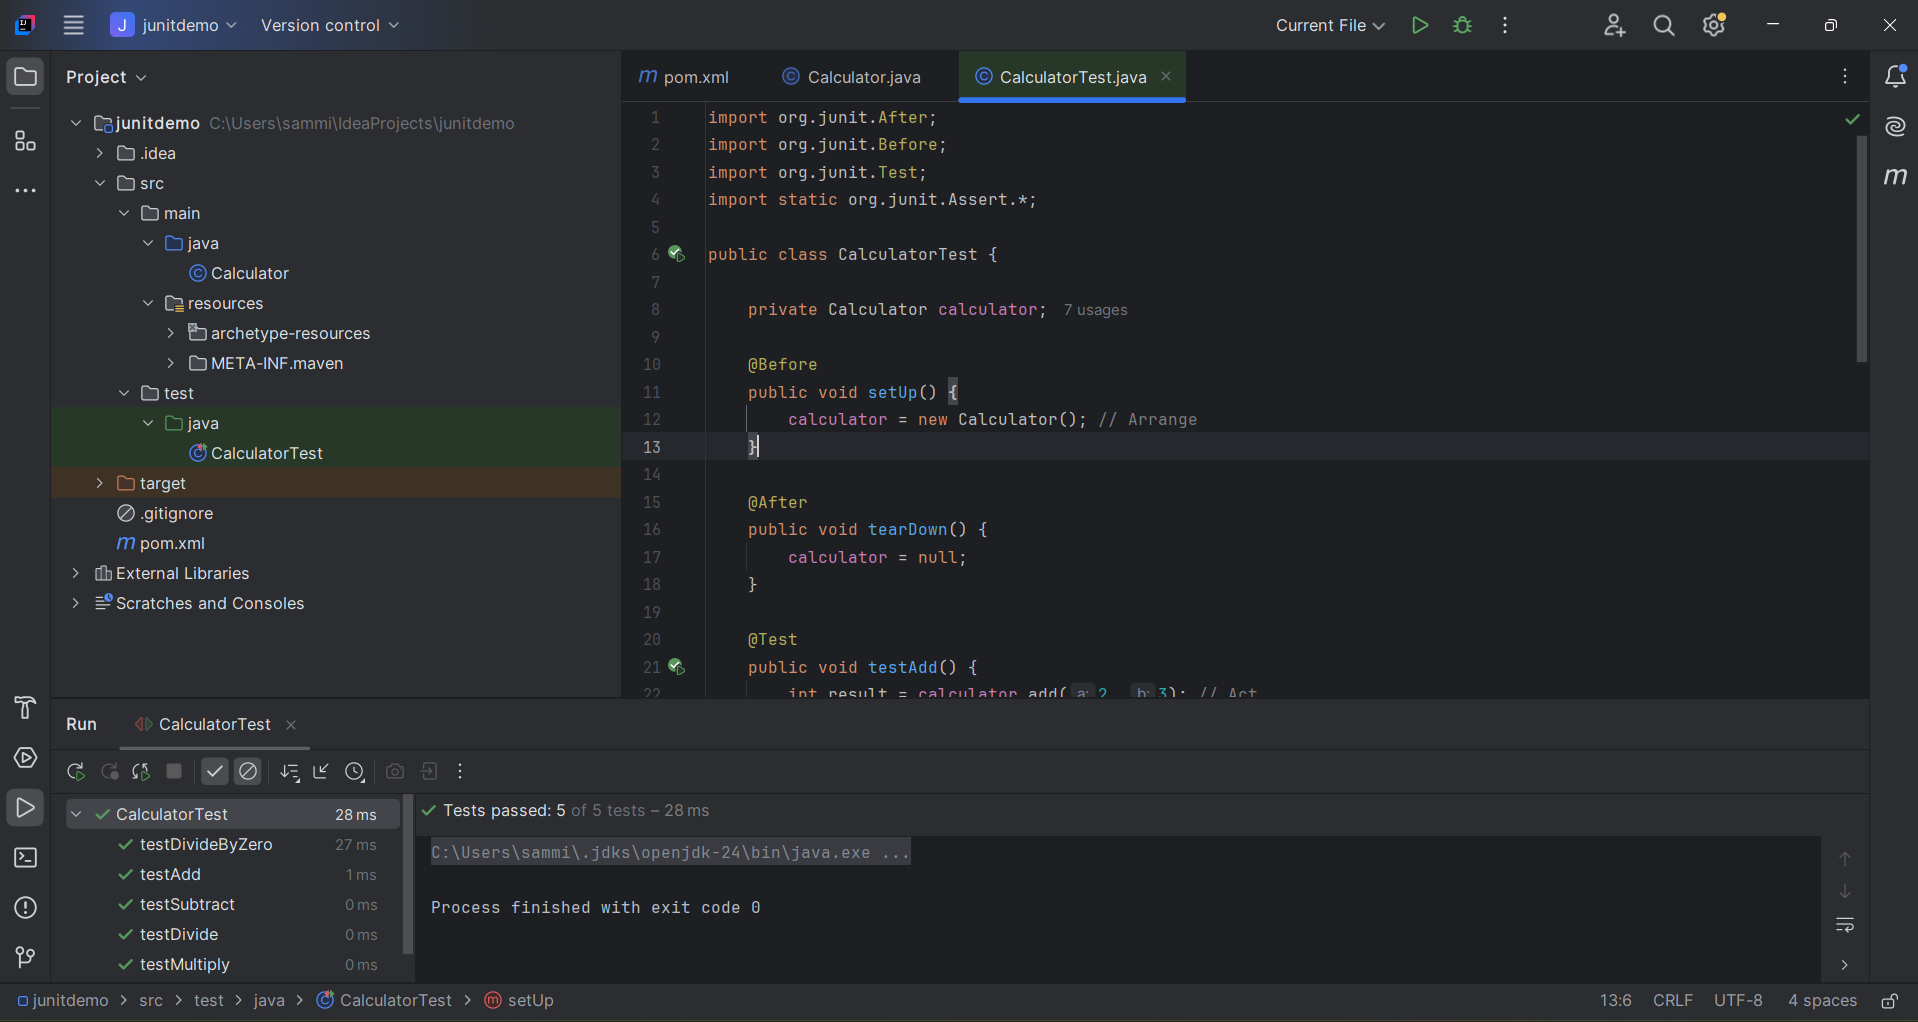 J junitdemo Version control Current File
Project
junitdemo C:\Users\sammi\IdeaProjects\junitdemo
.idea
src
main
java
Calculator
resources
archetype-resources
META-INF.maven
test
java
CalculatorTest
target
.gitignore
m pom.xml
External Libraries
Scratches and Consoles
m pom.xml Calculator.java CalculatorTest.java
1 import org.junit.After;
2 import org.junit.Before;
3 import org.junit.Test;
4 import static org.junit.Assert.*;
5
6 public class CalculatorTest {
7
8 private Calculator calculator; 7 usages
9
10 @Before
11 public void setUp() {
12 calculator = new Calculator(); // Arrange
13 }
14
15 @After
16 public void tearDown() {
17 calculator = null;
18 }
19
20 @Test
21 public void testAdd() {
22 int result = calculator.add( a: 2, b: 3); // Act
m
Run CalculatorTest
CalculatorTest 28 ms
testDivideByZero 27 ms
testAdd 1 ms
testSubtract 0 ms
testDivide 0 ms
testMultiply 0 ms
Tests passed: 5 of 5 tests – 28 ms
C:\Users\sammi\.jdks\openjdk-24\bin\java.exe ...
Process finished with exit code 0
junitdemo > src > test > java > CalculatorTest > m setUp 13:6 CRLF UTF-8 4 spaces